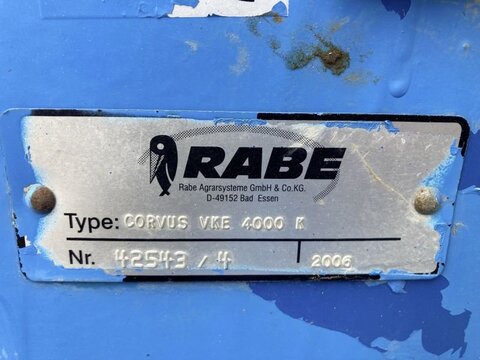 RABE
Rabe Agrarsysteme GmbH & Co.KG.
D-49152 Bad Essen
Type: CORVUS VKE 4000 K
Nr. 42543 / 4 2006